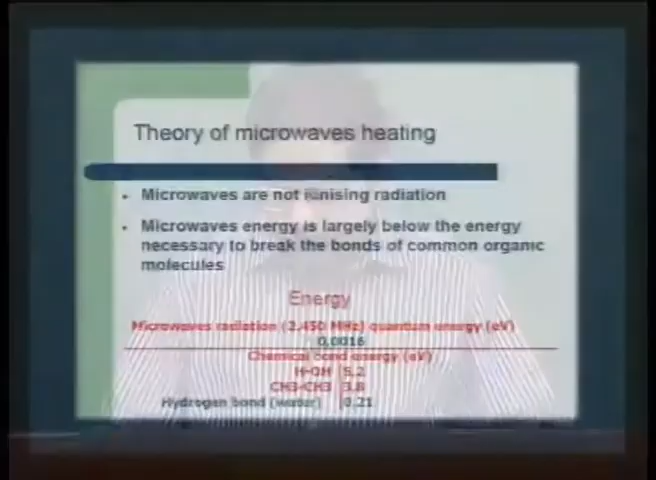 Theory of microwaves heating
Microwaves are not ionising radiation
Microwaves energy is largely below the energy
necessary to break the bonds of common organic
molecules
Energy
Microwaves radiation (2,450 MHz) quantum energy (eV)
0,0016
Chemical bond energy (eV)
H-OH 5,2
CH3-CH3 3,8
Hydrogen bond (water) 0,21